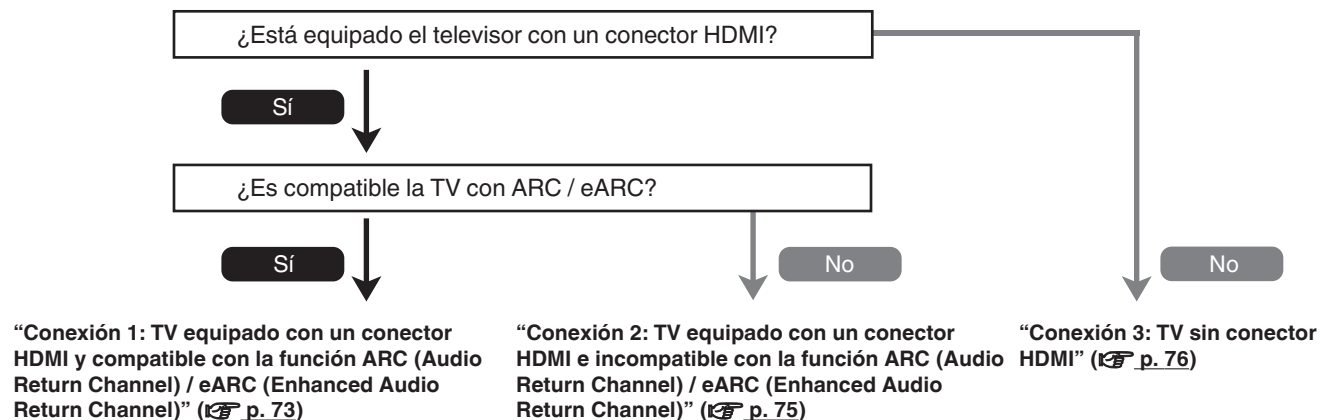 ¿Está equipado el televisor con un conector HDMI?
Sí
¿Es compatible la TV con ARC / eARC?
Sí
No
No
“Conexión 1: TV equipado con un conector
HDMI y compatible con la función ARC (Audio
Return Channel) / eARC (Enhanced Audio
Return Channel)” (☞ p. 73)
“Conexión 2: TV equipado con un conector
HDMI e incompatible con la función ARC (Audio
Return Channel) / eARC (Enhanced Audio
Return Channel)” (☞ p. 75)
“Conexión 3: TV sin conector
HDMI” (☞ p. 76)